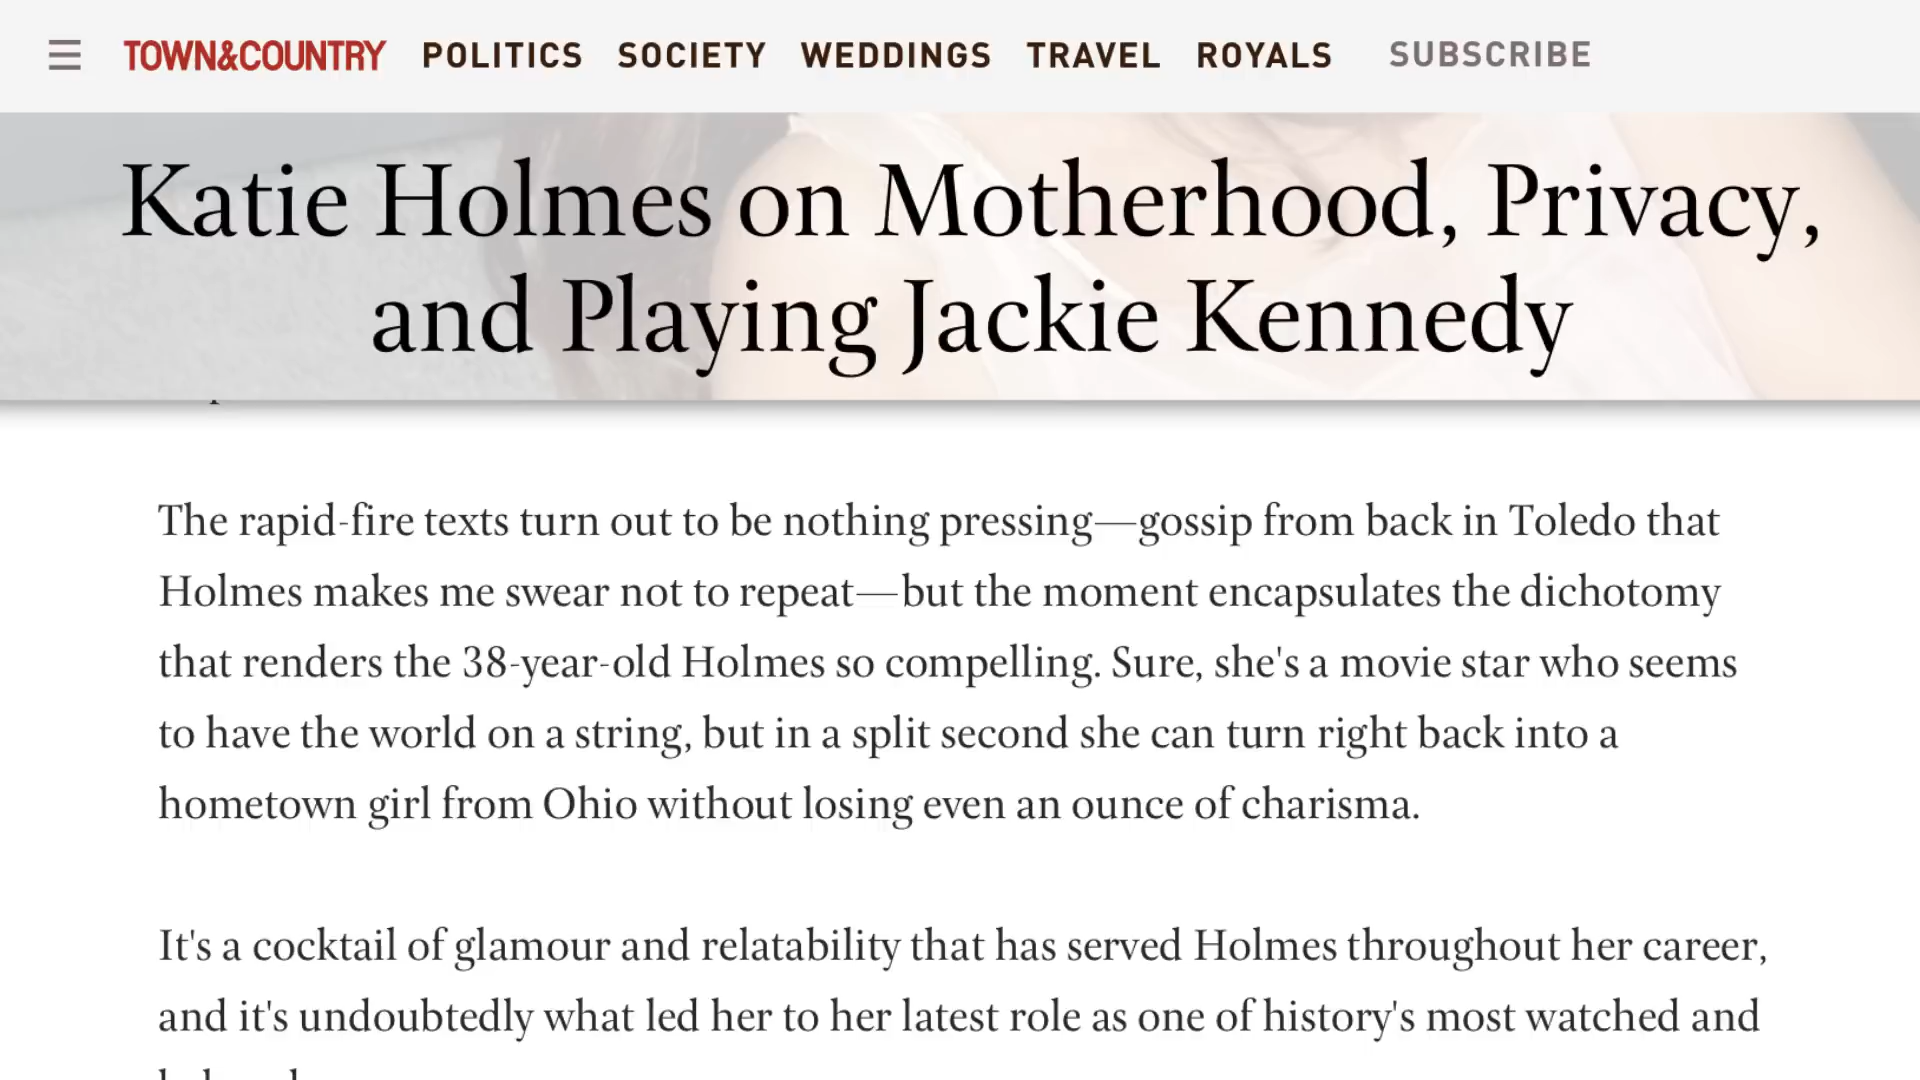 TOWN&COUNTRY POLITICS SOCIETY WEDDINGS TRAVEL ROYALS SUBSCRIBE
Katie Holmes on Motherhood, Privacy,
and Playing Jackie Kennedy
The rapid-fire texts turn out to be nothing pressing—gossip from back in Toledo that
Holmes makes me swear not to repeat—but the moment encapsulates the dichotomy
that renders the 38-year-old Holmes so compelling. Sure, she's a movie star who seems
to have the world on a string, but in a split second she can turn right back into a
hometown girl from Ohio without losing even an ounce of charisma.
It's a cocktail of glamour and relatability that has served Holmes throughout her career,
and it's undoubtedly what led her to her latest role as one of history's most watched and